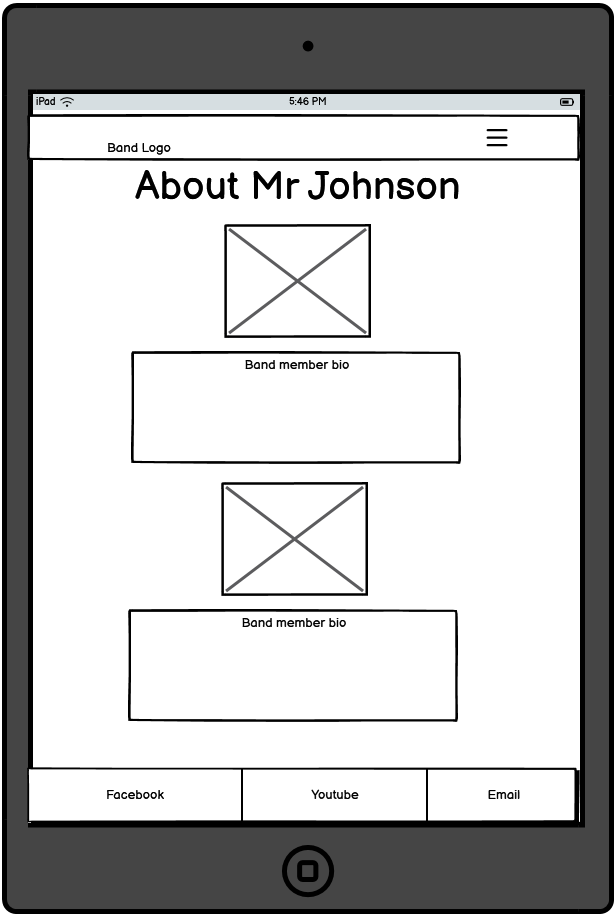 iPad 5:46 PM
Band Logo
About Mr Johnson
Band member bio
Band member bio
Facebook Youtube Email